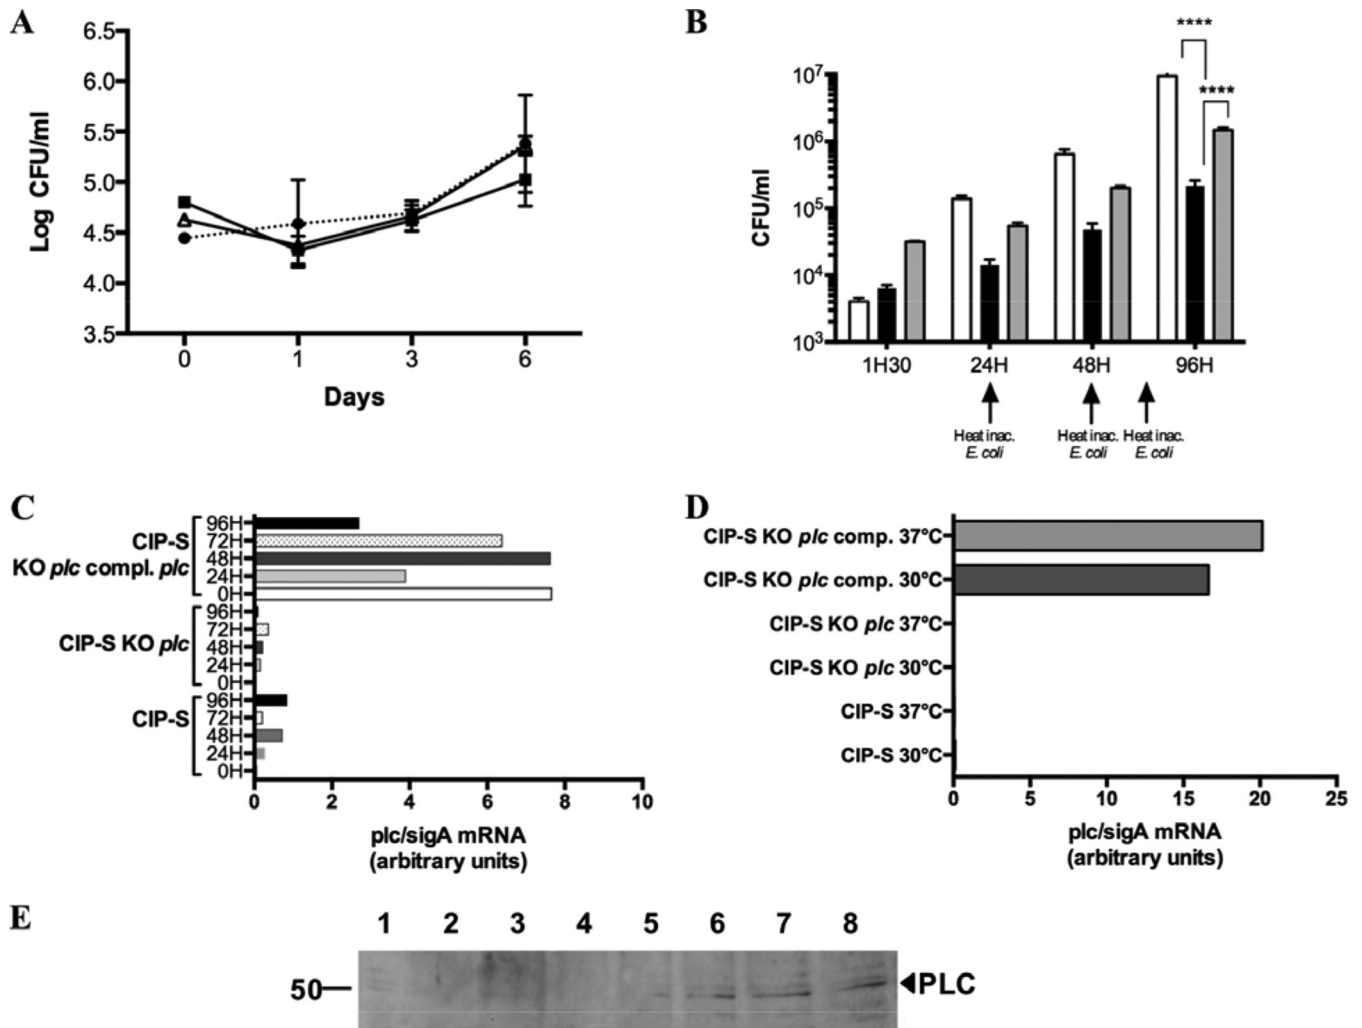 A
6.5
6.0
5.5
5.0
4.5
4.0
3.5
Log CFU/ml
0 1 3 6
Days
B
****
****
10⁷
10⁶
10⁵
10⁴
10³
CFU/ml
1H30 24H 48H 96H
Heat inac. Heat inac. Heat inac.
E. coli E. coli E. coli
C
96H
CIP-S 72H
48H
KO plc compl. plc 24H
0H
96H
72H
CIP-S KO plc 48H
24H
0H
96H
CIP-S 72H
48H
24H
0H
0 2 4 6 8 10
plc/sigA mRNA
(arbitrary units)
D
CIP-S KO plc comp. 37°C
CIP-S KO plc comp. 30°C
CIP-S KO plc 37°C
CIP-S KO plc 30°C
CIP-S 37°C
CIP-S 30°C
0 5 10 15 20 25
plc/sigA mRNA
(arbitrary units)
E
1 2 3 4 5 6 7 8
50
PLC